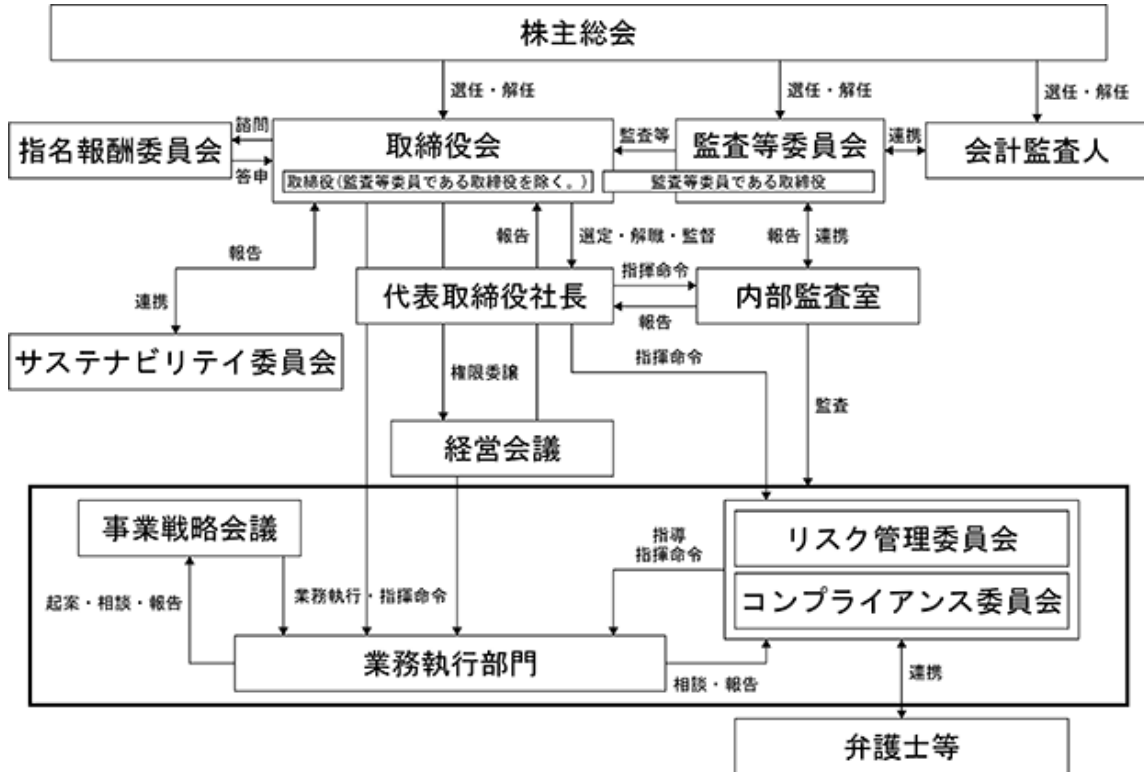 株主総会
選任・解任
選任・解任
選任・解任
指名報酬委員会
諮問
答申
取締役会
取締役(監査等委員である取締役を除く。)
監査等
監査等委員会
監査等委員である取締役
連携
会計監査人
報告
連携
報告
選定・解職・監督
報告
連携
サステナビリテイ委員会
代表取締役社長
指揮命令
報告
内部監査室
権限委譲
指揮命令
監査
経営会議
事業戦略会議
起案・相談・報告
業務執行・指揮命令
指導
指揮命令
リスク管理委員会
コンプライアンス委員会
業務執行部門
相談・報告
連携
弁護士等